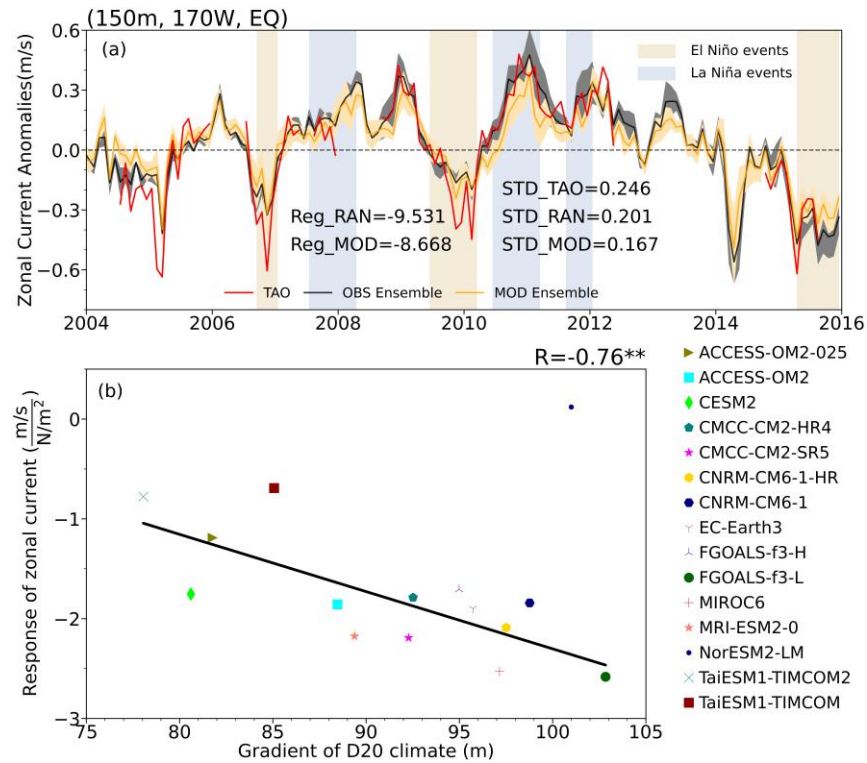 (150m, 170W, EQ)
(a)
El Niño events
La Niña events
Zonal Current Anomalies(m/s)
0.6
0.3
0.0
−0.3
−0.6
Reg_RAN=-9.531
Reg_MOD=-8.668
STD_TAO=0.246
STD_RAN=0.201
STD_MOD=0.167
TAO OBS Ensemble MOD Ensemble
2004 2006 2008 2010 2012 2014 2016
R=-0.76**
(b)
Response of zonal current (m/s / N/m²)
0
−1
−2
−3
75 80 85 90 95 100 105
Gradient of D20 climate (m)
ACCESS-OM2-025
ACCESS-OM2
CESM2
CMCC-CM2-HR4
CMCC-CM2-SR5
CNRM-CM6-1-HR
CNRM-CM6-1
EC-Earth3
FGOALS-f3-H
FGOALS-f3-L
MIROC6
MRI-ESM2-0
NorESM2-LM
TaiESM1-TIMCOM2
TaiESM1-TIMCOM